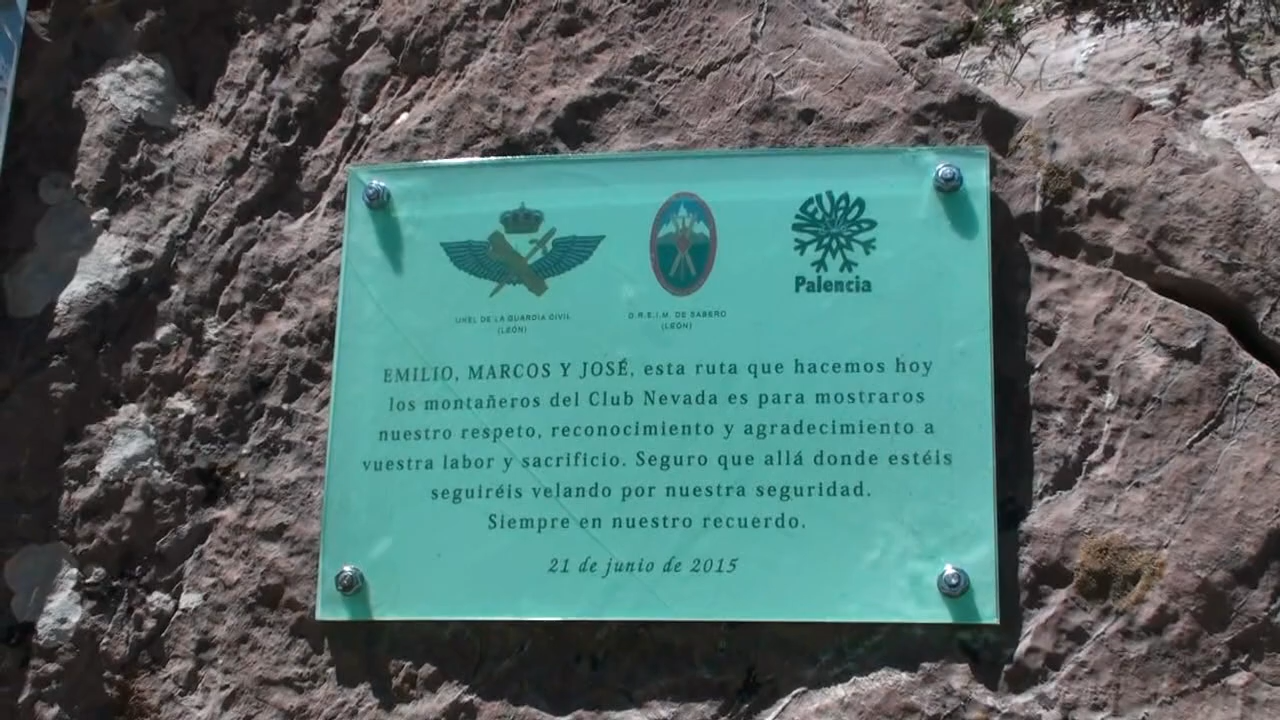 Palencia
UHEL DE LA GUARDIA CIVIL
(LEÓN)
O.R.E.I.M. DE SABERO
(LEÓN)
EMILIO, MARCOS Y JOSÉ, esta ruta que hacemos hoy
los montañeros del Club Nevada es para mostraros
nuestro respeto, reconocimiento y agradecimiento a
vuestra labor y sacrificio. Seguro que allá donde estéis
seguiréis velando por nuestra seguridad.
Siempre en nuestro recuerdo.
21 de junio de 2015